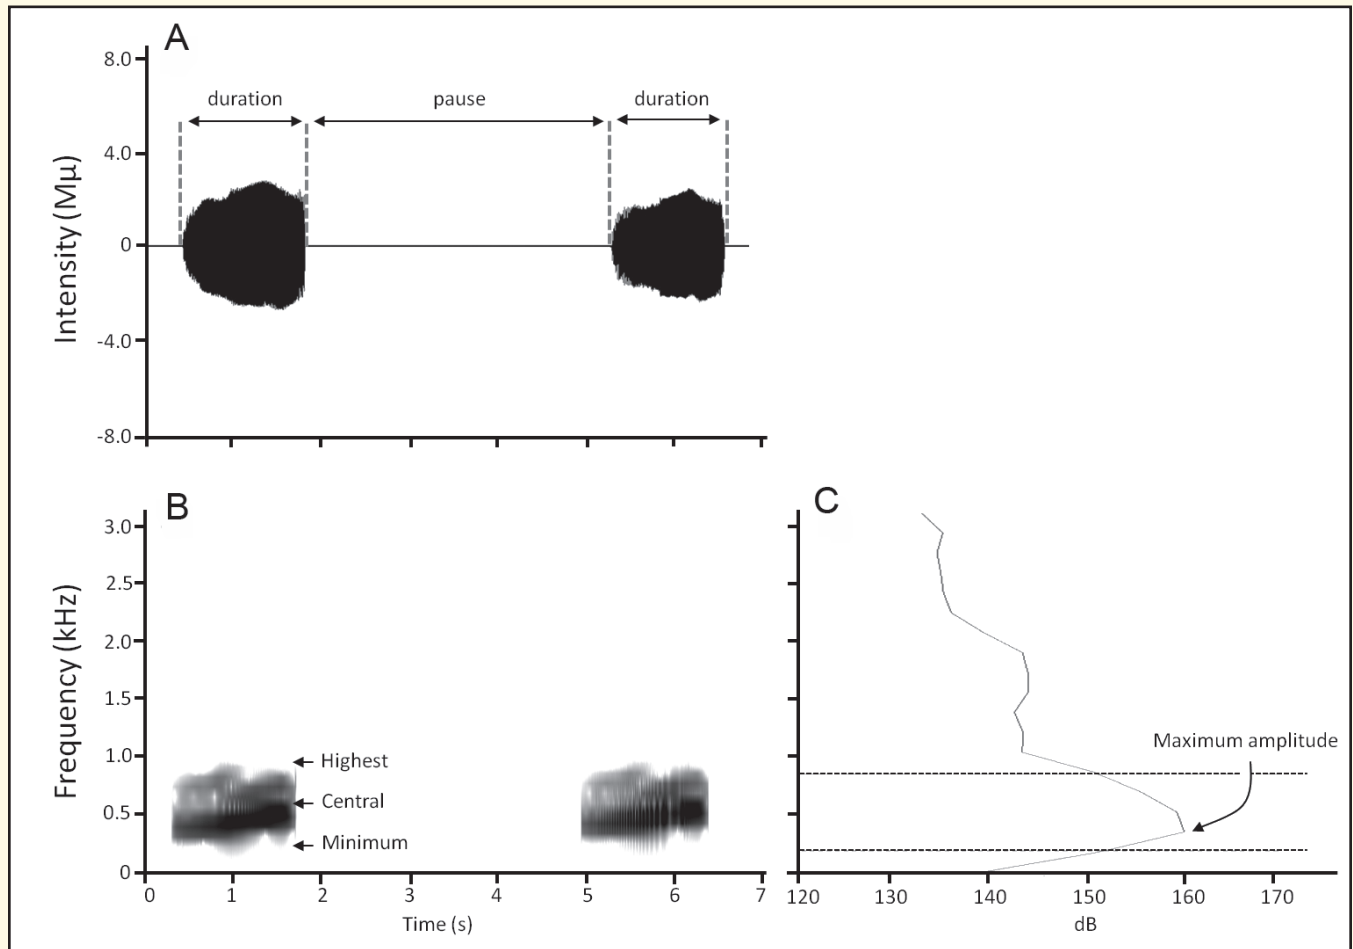 A
8.0
duration
pause
duration
4.0
0
-4.0
-8.0
Intensity (Mμ)
B
3.0
2.5
2.0
1.5
1.0
0.5
0
Frequency (kHz)
Highest
Central
Minimum
0 1 2 3 4 5 6 7
Time (s)
C
Maximum amplitude
120 130 140 150 160 170
dB